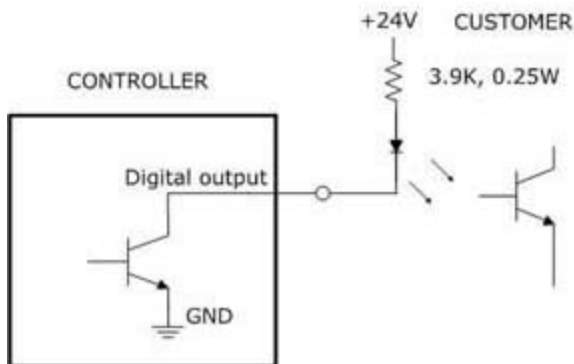 +24V
CUSTOMER
3.9K, 0.25W
CONTROLLER
Digital output
GND